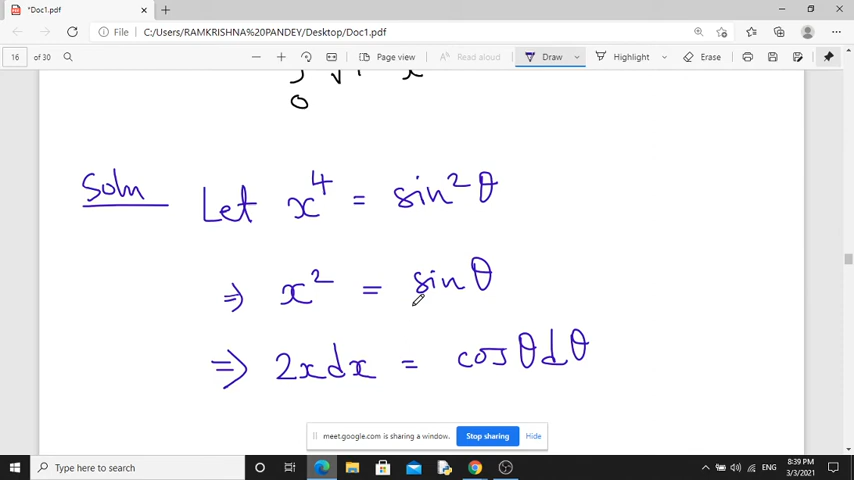 *Doc1.pdf
File C:/Users/RAMKRISHNA%20PANDEY/Desktop/Doc1.pdf
16 of 30 Page view Read aloud Draw Highlight Erase
0
Soln Let x⁴ = sin²θ
⇒ x² = sinθ
⇒ 2xdx = cosθdθ
meet.google.com is sharing a window. Stop sharing Hide
Type here to search
ENG
8:39 PM
3/3/2021